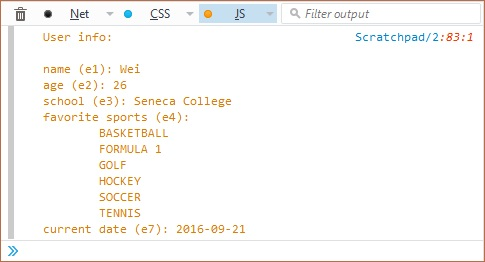 Net CSS JS Filter output
User info: Scratchpad/2:83:1
name (e1): Wei
age (e2): 26
school (e3): Seneca College
favorite sports (e4):
BASKETBALL
FORMULA 1
GOLF
HOCKEY
SOCCER
TENNIS
current date (e7): 2016-09-21